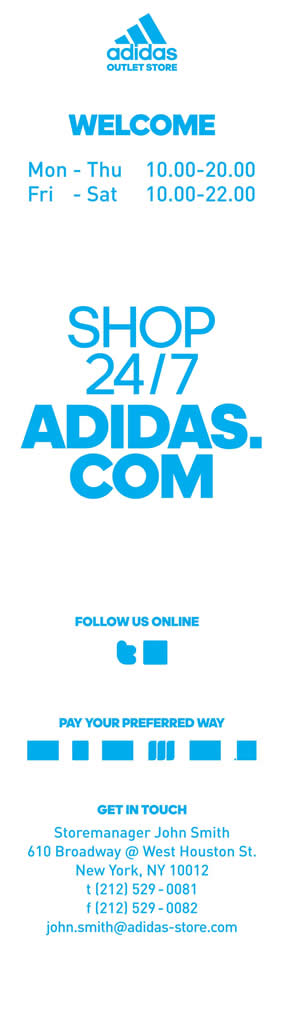 adidas
OUTLET STORE
WELCOME
Mon - Thu 10.00-20.00
Fri - Sat 10.00-22.00
SHOP
24/7
ADIDAS.
COM
FOLLOW US ONLINE
PAY YOUR PREFERRED WAY
GET IN TOUCH
Storemanager John Smith
610 Broadway @ West Houston St.
New York, NY 10012
t (212) 529-0081
f (212) 529-0082
john.smith@adidas-store.com